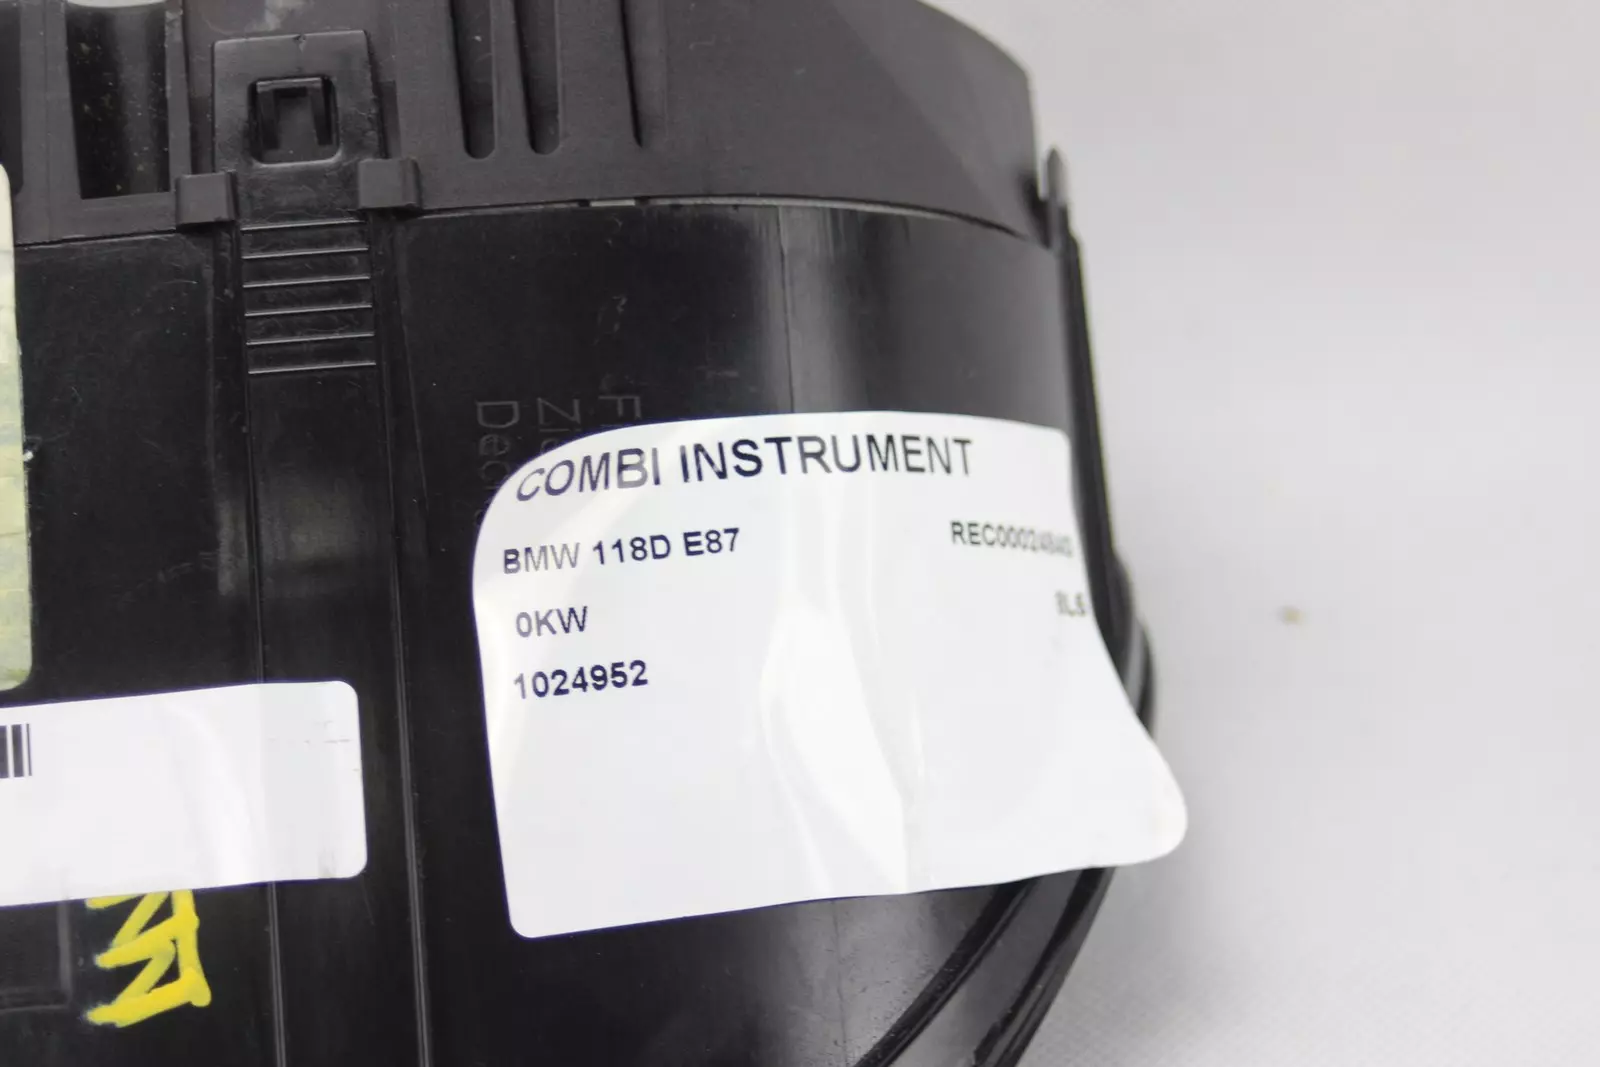 COMBI INSTRUMENT
BMW 118D E87
0KW
1024952